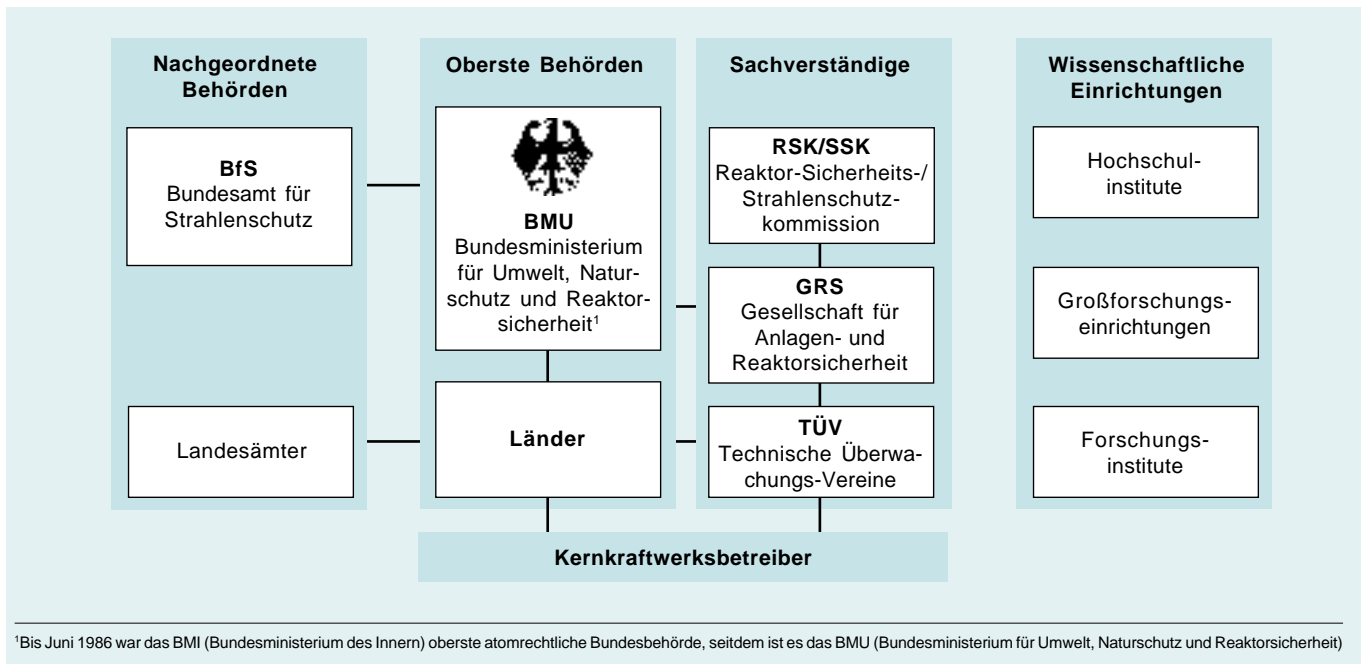 Nachgeordnete
Behörden
BfS
Bundesamt für
Strahlenschutz
Landesämter
Oberste Behörden
BMU
Bundesministerium
für Umwelt, Natur-
schutz und Reaktor-
sicherheit¹
Länder
Sachverständige
RSK/SSK
Reaktor-Sicherheits-/
Strahlenschutz-
kommission
GRS
Gesellschaft für
Anlagen- und
Reaktorsicherheit
TÜV
Technische Überwa-
chungs-Vereine
Wissenschaftliche
Einrichtungen
Hochschul-
institute
Großforschungs-
einrichtungen
Forschungs-
institute
Kernkraftwerksbetreiber
¹Bis Juni 1986 war das BMI (Bundesministerium des Innern) oberste atomrechtliche Bundesbehörde, seitdem ist es das BMU (Bundesministerium für Umwelt, Naturschutz und Reaktorsicherheit)